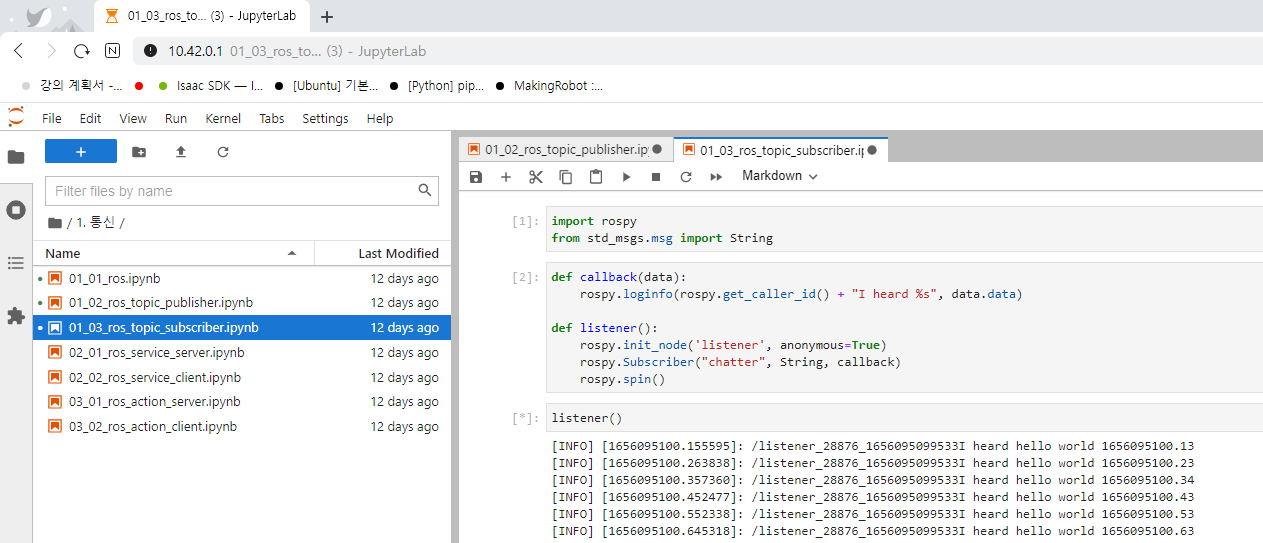 01_03_ros_to... (3) - JupyterLab
10.42.0.1 01_03_ros_to... (3) - JupyterLab
강의 계획서 -... Isaac SDK — I... [Ubuntu] 기본... [Python] pip... MakingRobot :...
File Edit View Run Kernel Tabs Settings Help
01_02_ros_topic_publisher.ipy 01_03_ros_topic_subscriber.ip
Markdown
Filter files by name
/ 1. 통신 /
Name Last Modified
01_01_ros.ipynb 12 days ago
01_02_ros_topic_publisher.ipynb 12 days ago
01_03_ros_topic_subscriber.ipynb 12 days ago
02_01_ros_service_server.ipynb 12 days ago
02_02_ros_service_client.ipynb 12 days ago
03_01_ros_action_server.ipynb 12 days ago
03_02_ros_action_client.ipynb 12 days ago
[1]: import rospy
from std_msgs.msg import String
[2]: def callback(data):
rospy.loginfo(rospy.get_caller_id() + "I heard %s", data.data)
def listener():
rospy.init_node('listener', anonymous=True)
rospy.Subscriber("chatter", String, callback)
rospy.spin()
[*]: listener()
[INFO] [1656095100.155595]: /listener_28876_1656095099533I heard hello world 1656095100.13
[INFO] [1656095100.263838]: /listener_28876_1656095099533I heard hello world 1656095100.23
[INFO] [1656095100.357360]: /listener_28876_1656095099533I heard hello world 1656095100.34
[INFO] [1656095100.452477]: /listener_28876_1656095099533I heard hello world 1656095100.43
[INFO] [1656095100.552338]: /listener_28876_1656095099533I heard hello world 1656095100.53
[INFO] [1656095100.645318]: /listener_28876_1656095099533I heard hello world 1656095100.63